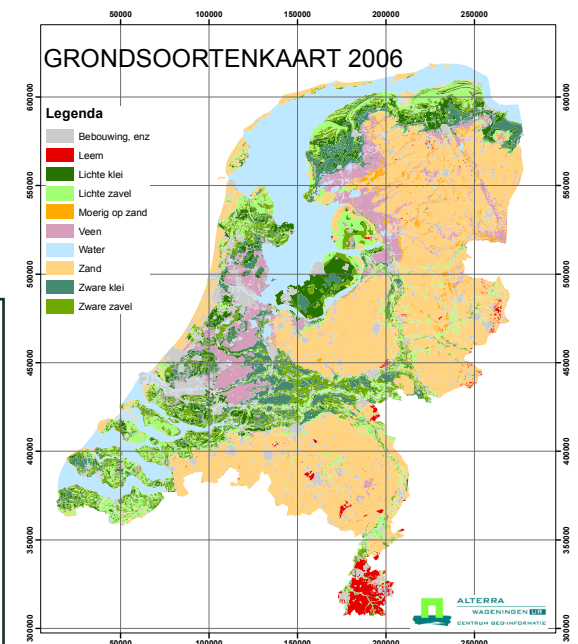 50000 100000 150000 200000 250000
GRONDSOORTENKAART 2006
Legenda
Bebouwing, enz
Leem
Lichte klei
Lichte zavel
Moerig op zand
Veen
Water
Zand
Zware klei
Zware zavel
600000 600000
550000 550000
500000 500000
450000 450000
400000 400000
350000 350000
300000 300000
ALTERRA
WAGENINGEN UR
CENTRUM GEO-INFORMATIE
50000 100000 150000 200000 250000